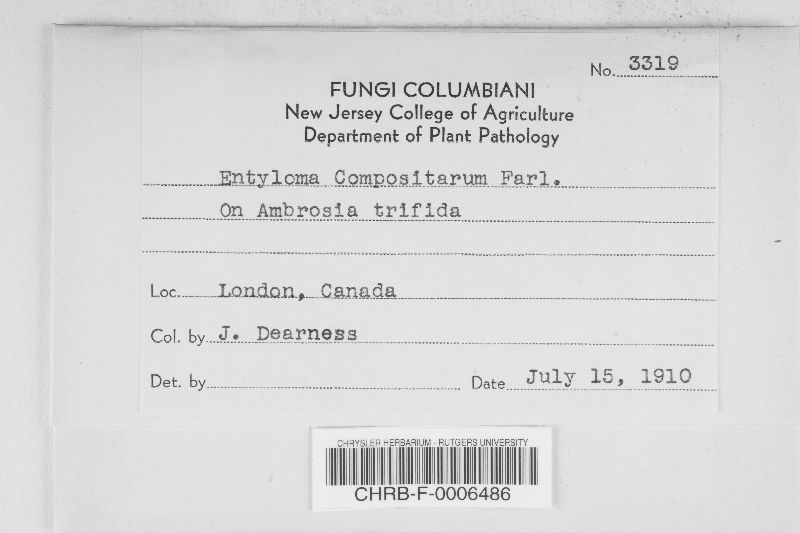 No. 3319
FUNGI COLUMBIANI
New Jersey College of Agriculture
Department of Plant Pathology
Entyloma Compositarum Farl.
On Ambrosia trifida
Loc. London, Canada
Col. by J. Dearness
Det. by Date July 15, 1910
CHRYSLER HERBARIUM - RUTGERS UNIVERSITY
CHRB-F-0006486